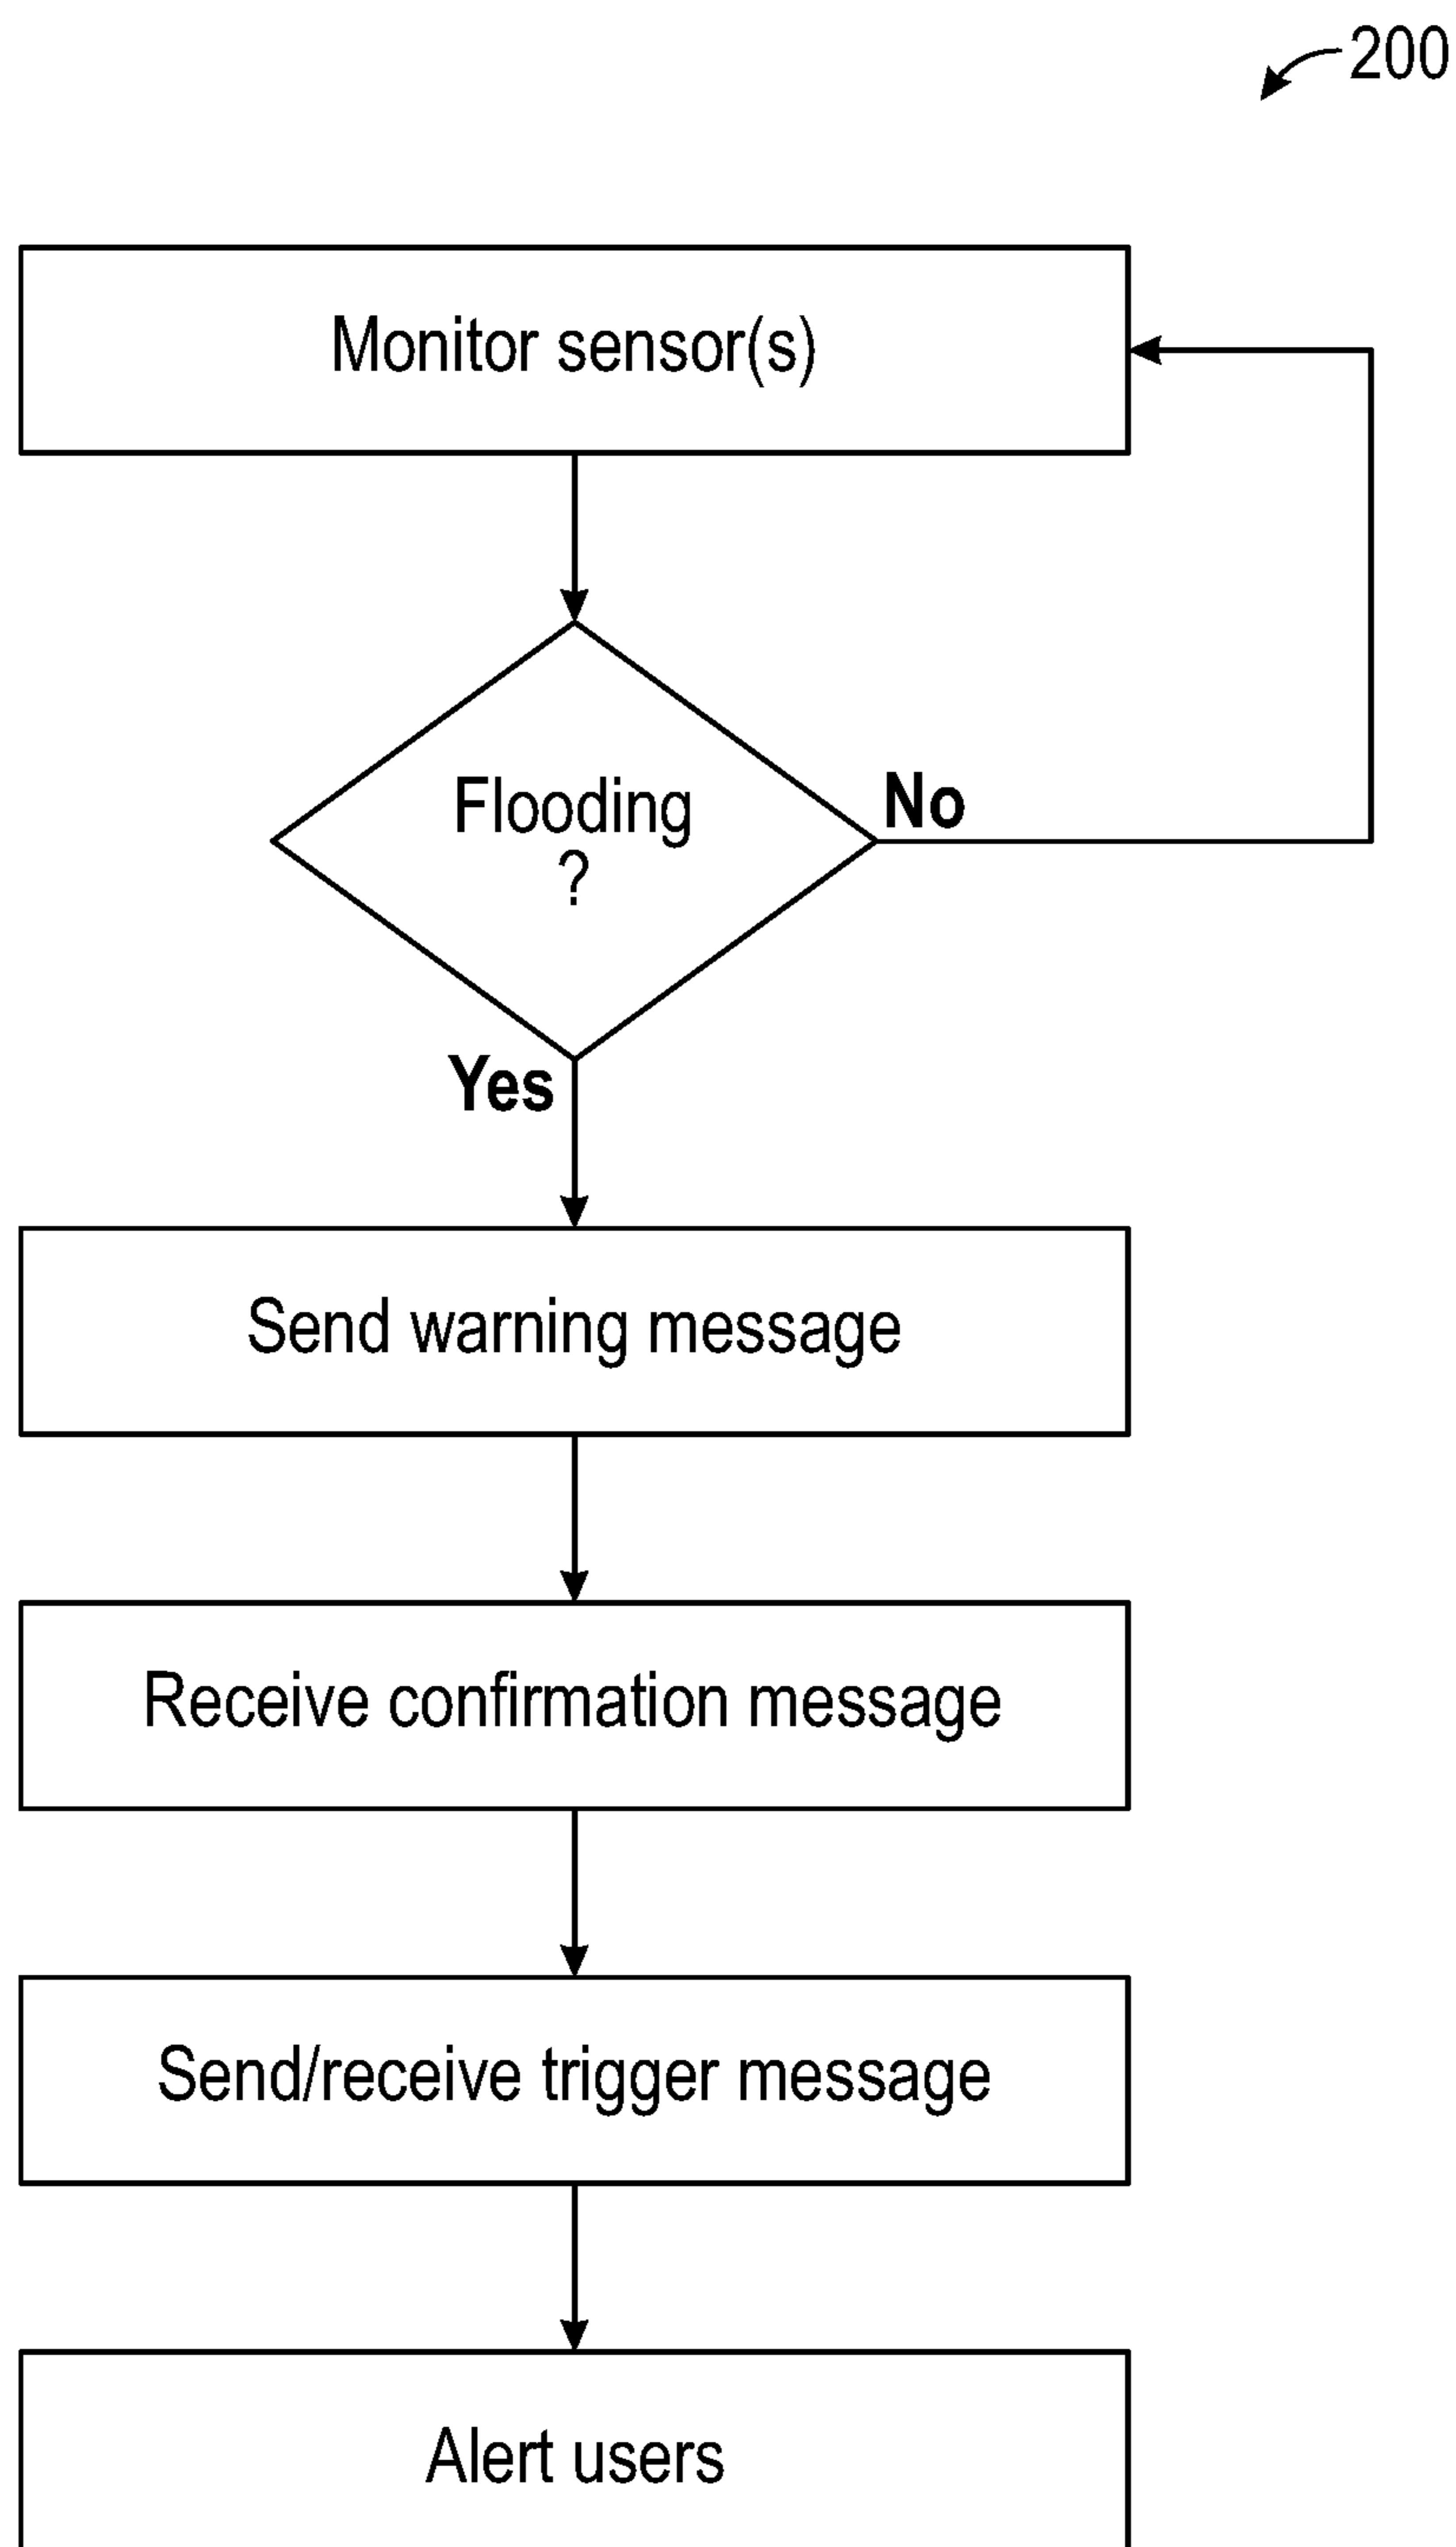 200
Monitor sensor(s)
Flooding
?
No
Yes
Send warning message
Receive confirmation message
Send/receive trigger message
Alert users